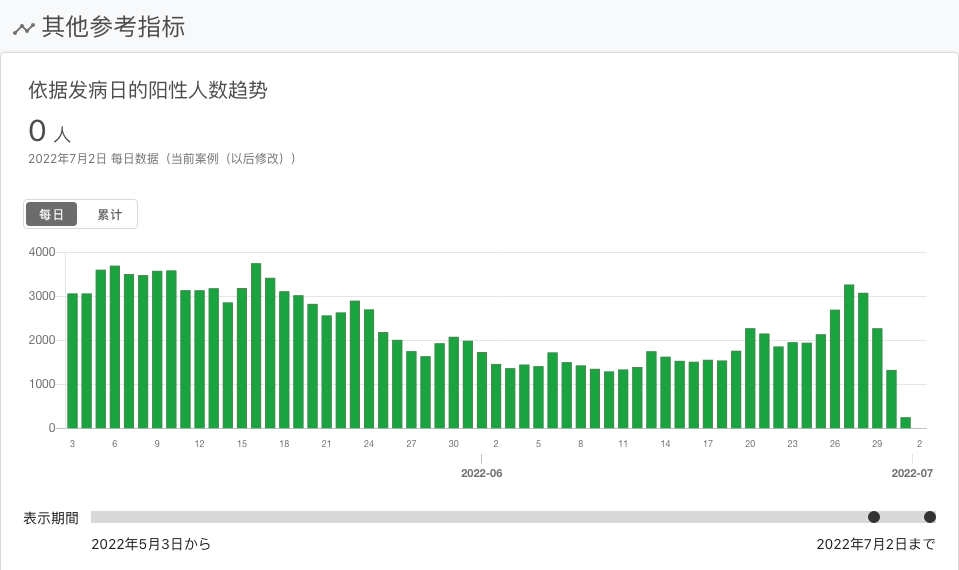 其他参考指标
依据发病日的阳性人数趋势
0 人
2022年7月2日 每日数据（当前案例（以后修改））
每日 累计
4000
3000
2000
1000
0
3 6 9 12 15 18 21 24 27 30 2 5 8 11 14 17 20 23 26 29 2
2022-06 2022-07
表示期間
2022年5月3日から 2022年7月2日まで